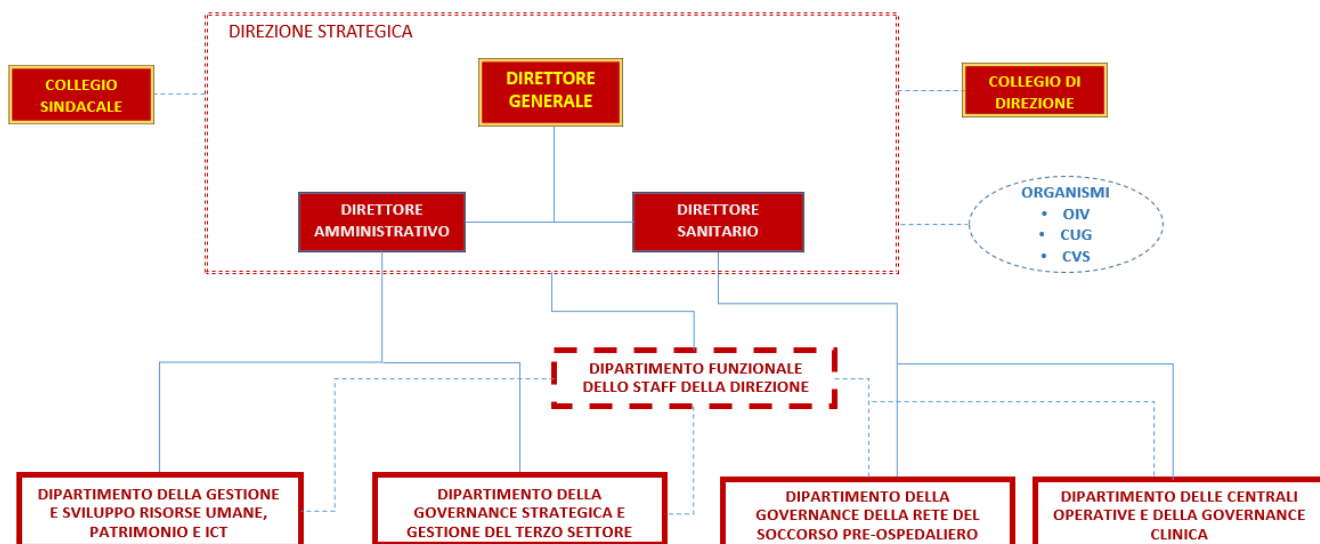 DIREZIONE STRATEGICA
COLLEGIO
SINDACALE
DIRETTORE
GENERALE
COLLEGIO DI
DIREZIONE
DIRETTORE
AMMINISTRATIVO
DIRETTORE
SANITARIO
ORGANISMI
• OIV
• CUG
• CVS
DIPARTIMENTO FUNZIONALE
DELLO STAFF DELLA DIREZIONE
DIPARTIMENTO DELLA GESTIONE
E SVILUPPO RISORSE UMANE,
PATRIMONIO E ICT
DIPARTIMENTO DELLA
GOVERNANCE STRATEGICA E
GESTIONE DEL TERZO SETTORE
DIPARTIMENTO DELLA
GOVERNANCE DELLA RETE DEL
SOCCORSO PRE-OSPEDALIERO
DIPARTIMENTO DELLE CENTRALI
OPERATIVE E DELLA GOVERNANCE
CLINICA